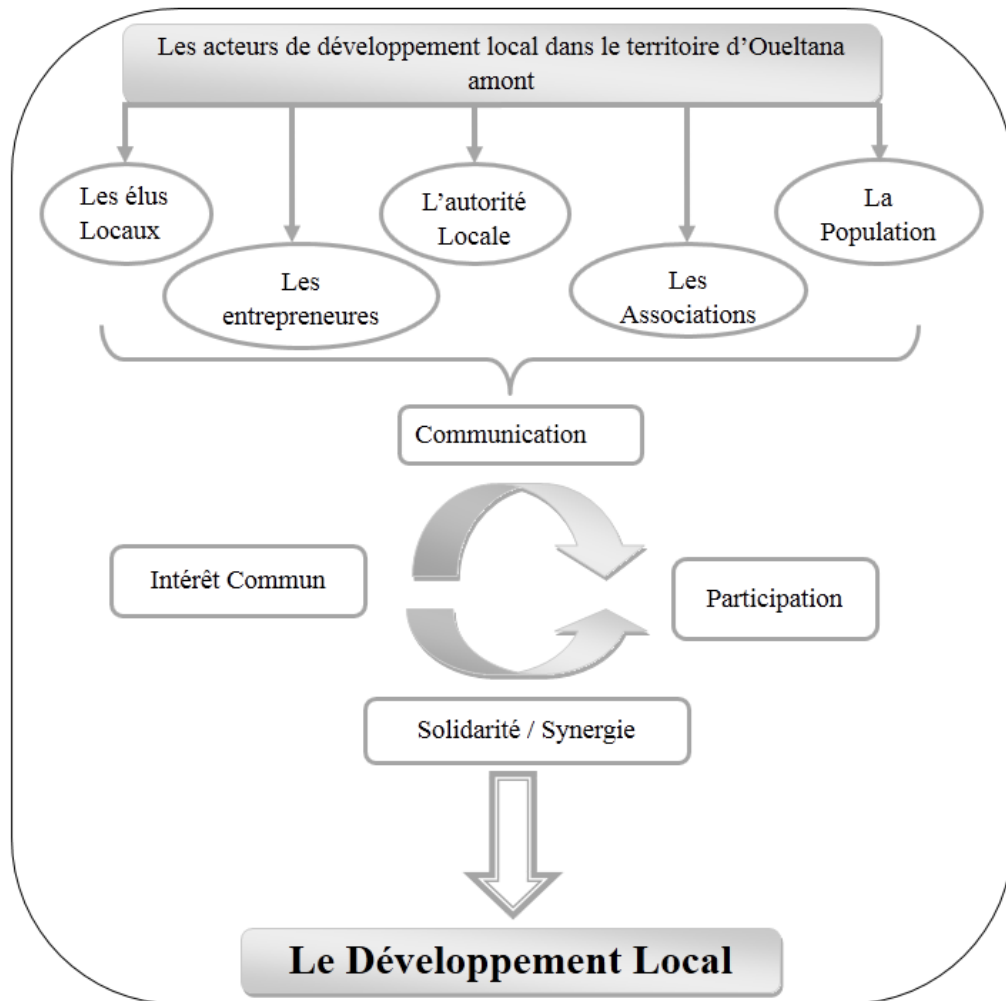 Les acteurs de développement local dans le territoire d’Oueltana
amont
Les élus
Locaux
Les
entrepreneures
L’autorité
Locale
Les
Associations
La
Population
Communication
Intérêt Commun
Participation
Solidarité / Synergie
Le Développement Local